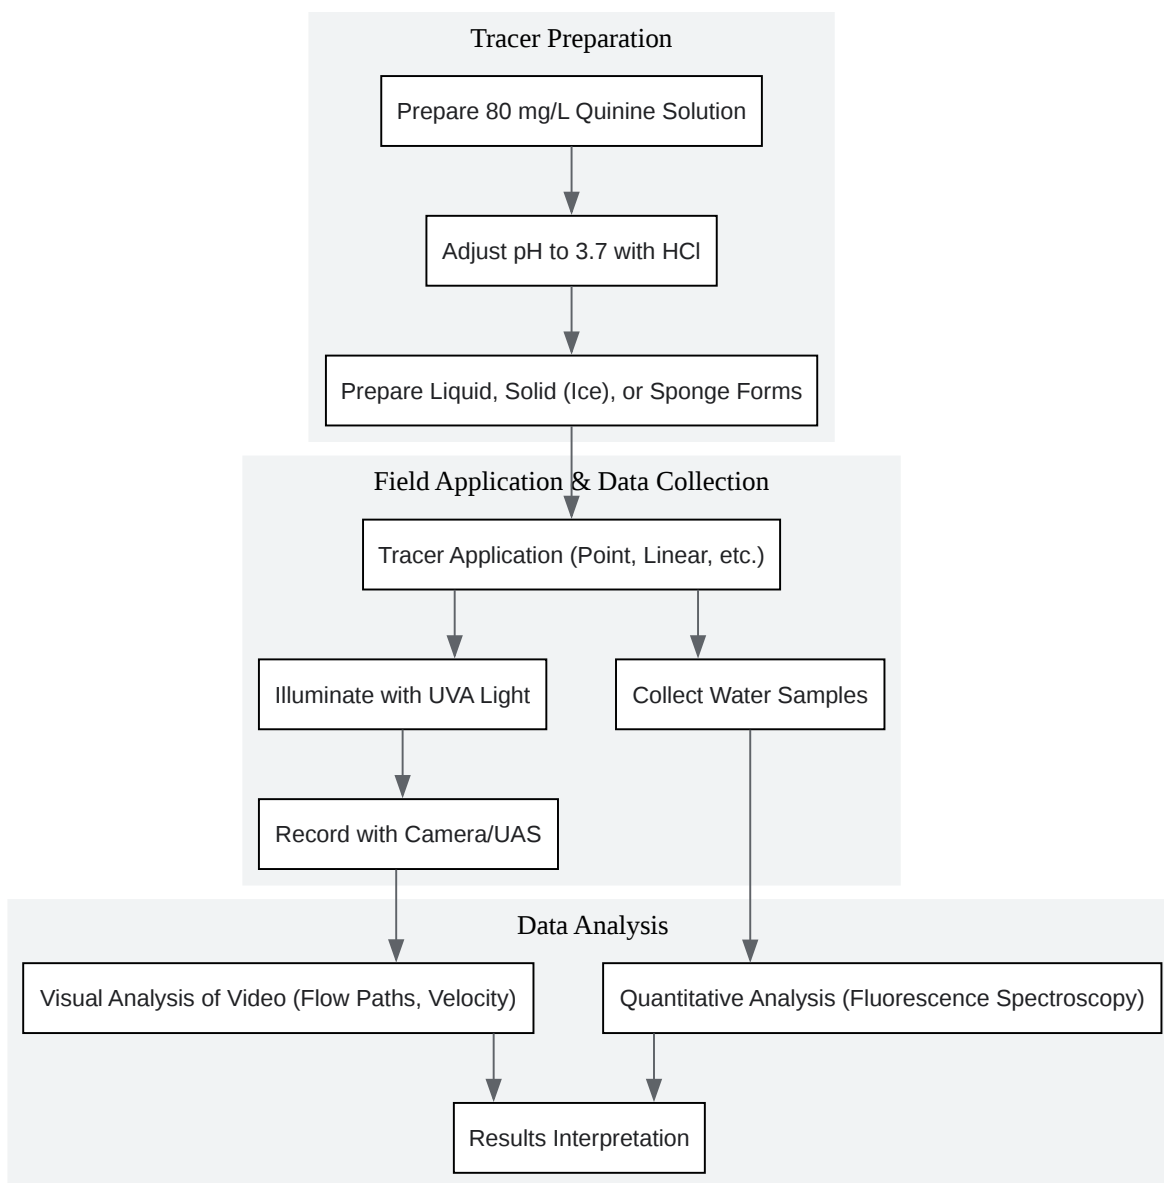 Tracer Preparation
Prepare 80 mg/L Quinine Solution
Adjust pH to 3.7 with HCl
Prepare Liquid, Solid (Ice), or Sponge Forms
Field Application & Data Collection
Tracer Application (Point, Linear, etc.)
Illuminate with UVA Light
Collect Water Samples
Record with Camera/UAS
Data Analysis
Visual Analysis of Video (Flow Paths, Velocity)
Quantitative Analysis (Fluorescence Spectroscopy)
Results Interpretation